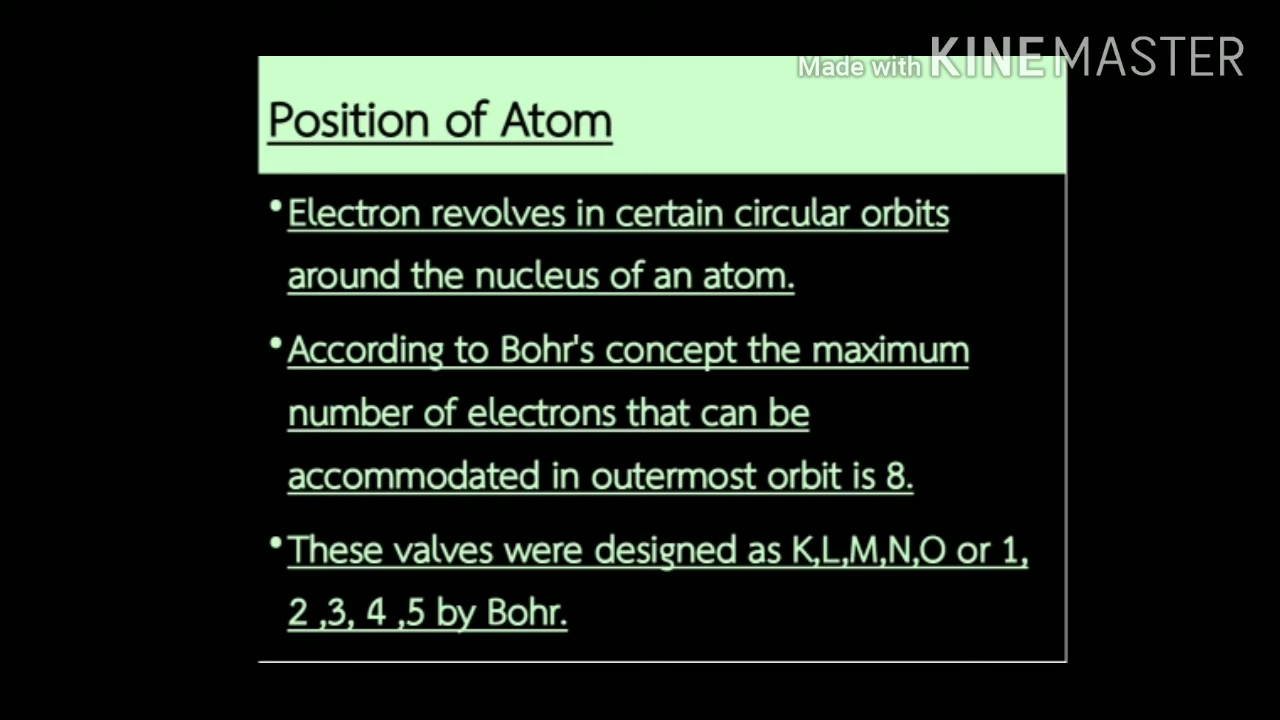 Made with KINEMASTER
Position of Atom
•Electron revolves in certain circular orbits
around the nucleus of an atom.
•According to Bohr's concept the maximum
number of electrons that can be
accommodated in outermost orbit is 8.
•These valves were designed as K,L,M,N,O or 1,
2 ,3, 4 ,5 by Bohr.